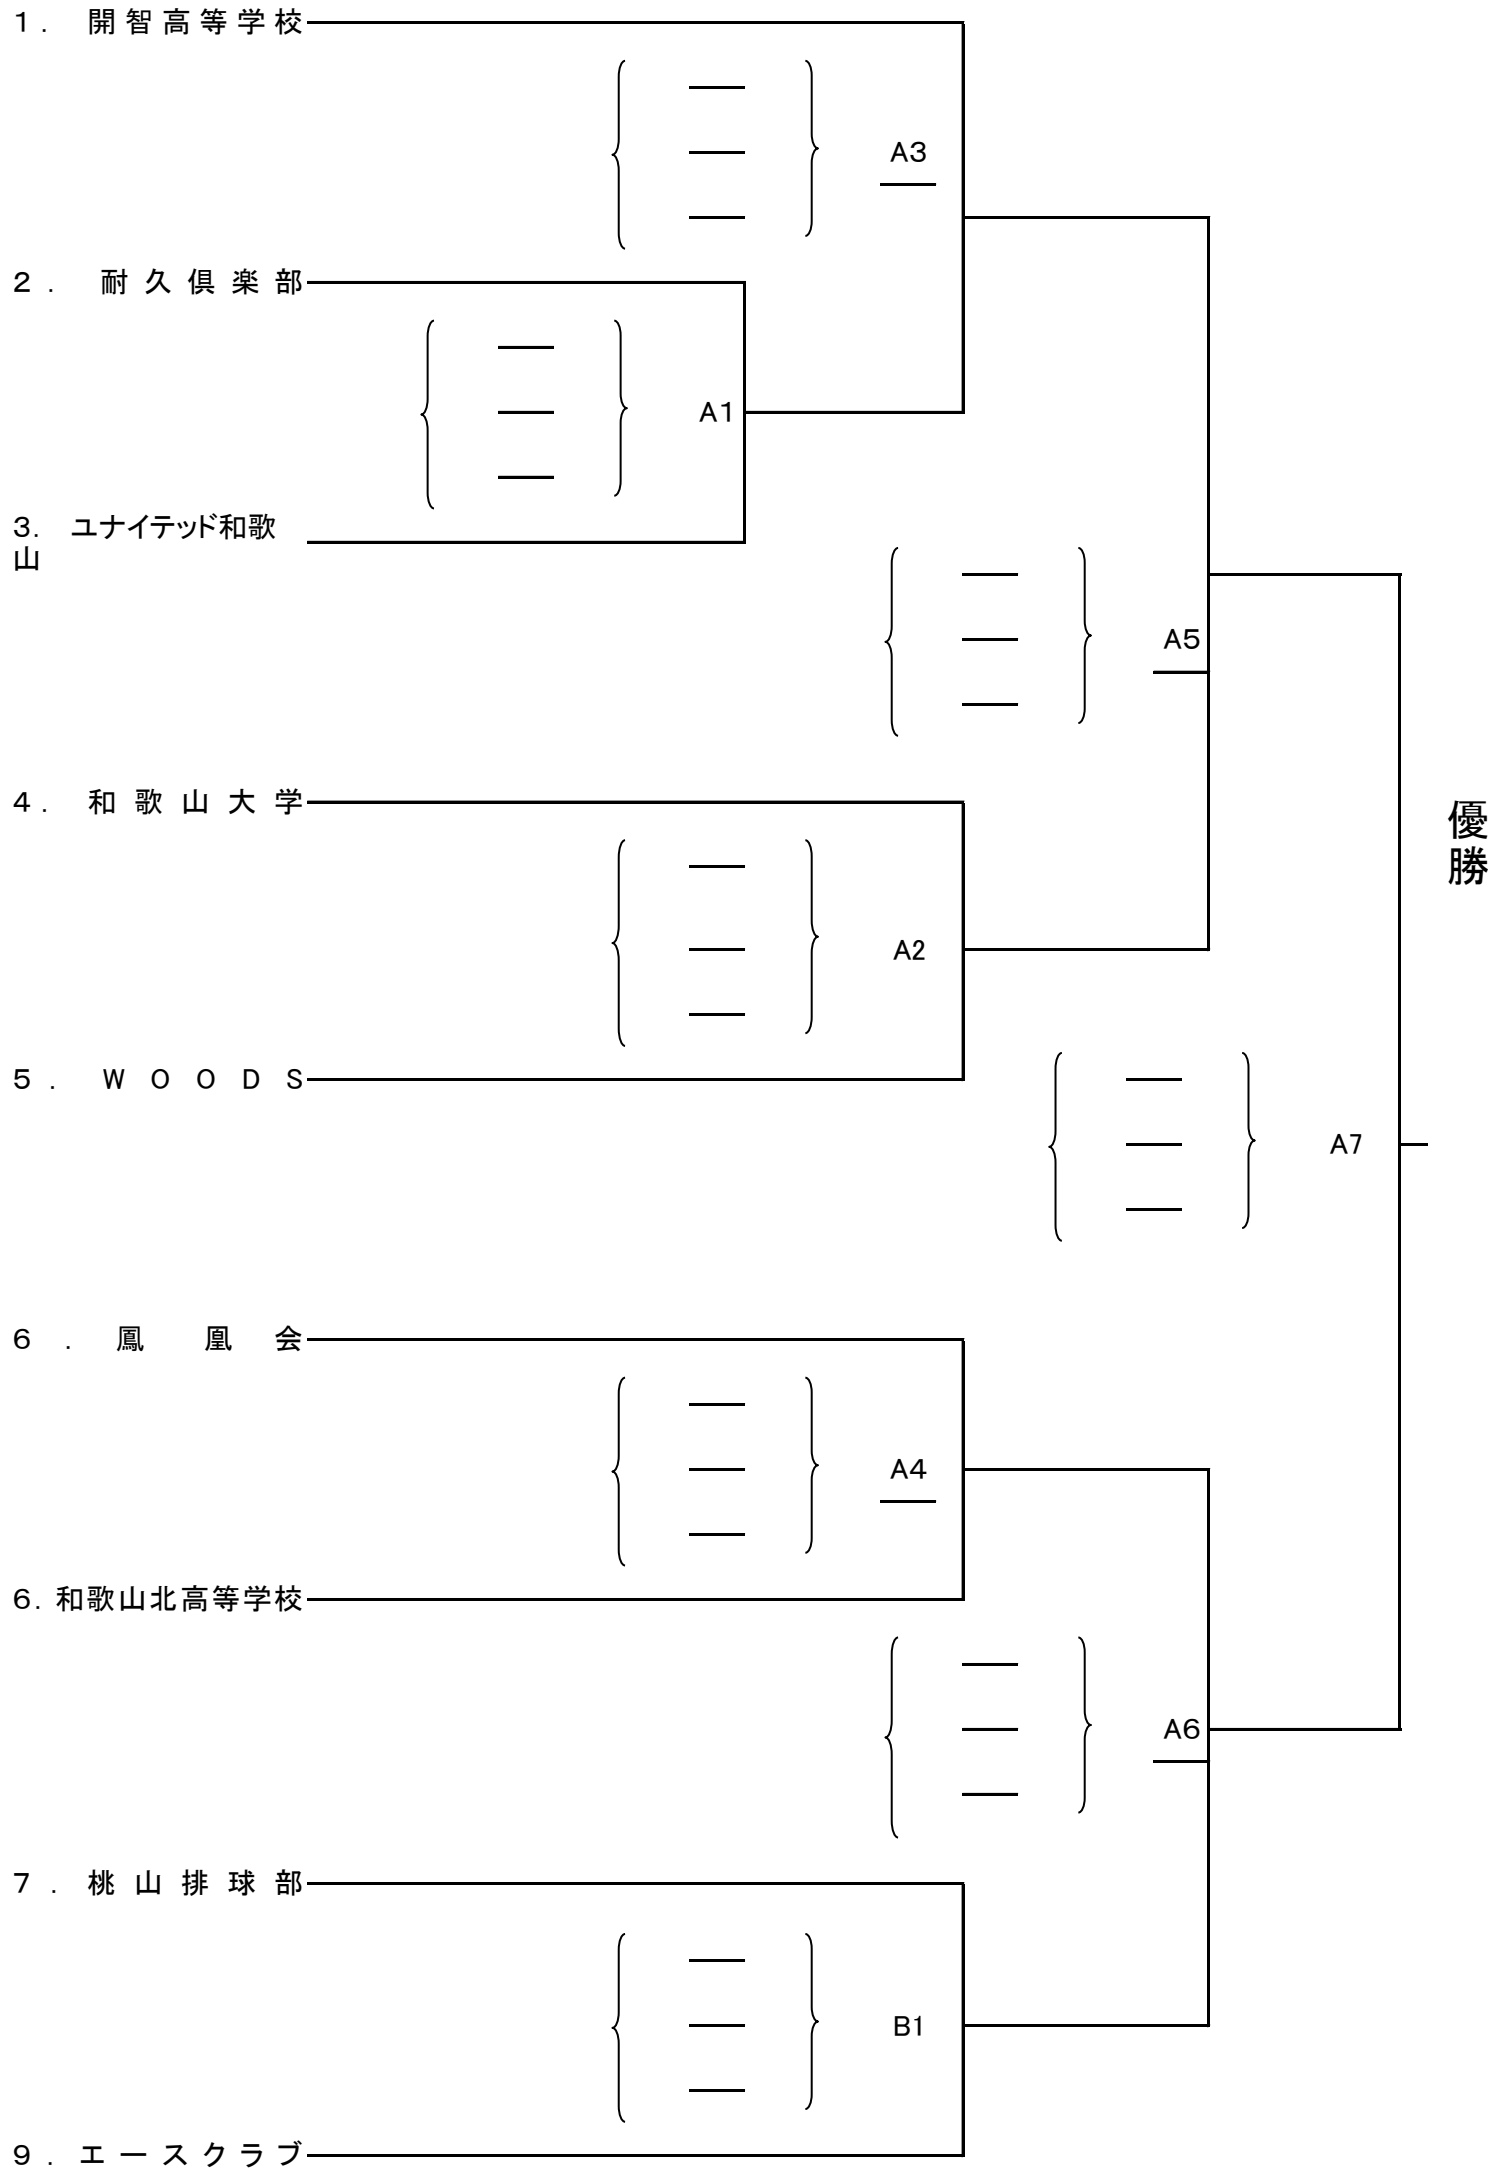 １． 開智高等学校
A3
２． 耐久倶楽部
A1
３． ユナイテッド和歌
山
A5
４． 和歌山大学
優
勝
A2
５． ＷＯＯＤＳ
A7
６． 鳳凰会
A4
６．和歌山北高等学校
A6
７． 桃山排球部
B1
９．エースクラブ